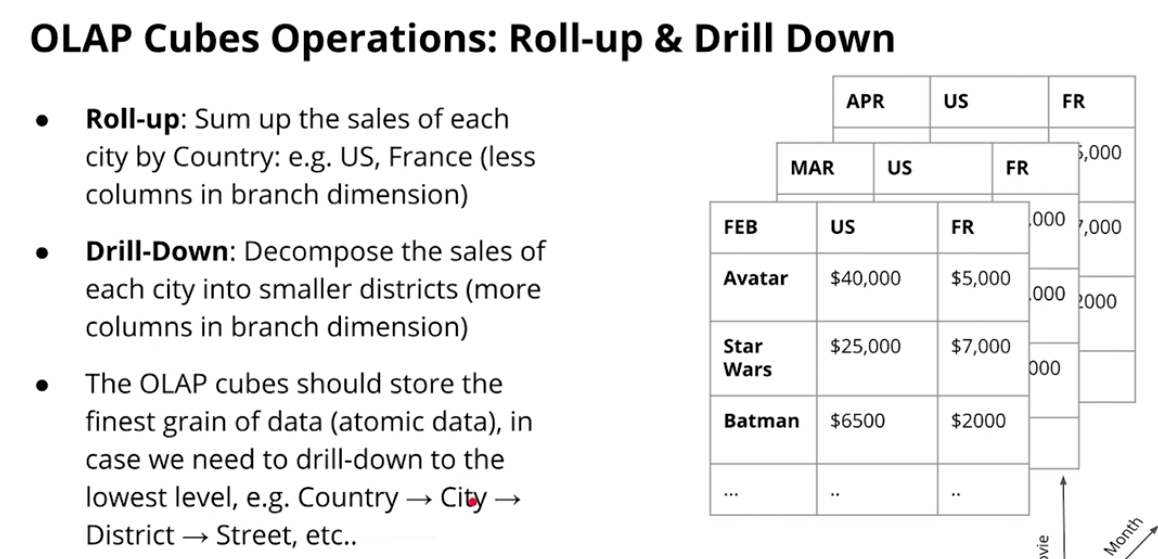 OLAP Cubes Operations: Roll-up & Drill Down
● Roll-up: Sum up the sales of each
city by Country: e.g. US, France (less
columns in branch dimension)
● Drill-Down: Decompose the sales of
each city into smaller districts (more
columns in branch dimension)
● The OLAP cubes should store the
finest grain of data (atomic data), in
case we need to drill-down to the
lowest level, e.g. Country → City →
District → Street, etc..
APR US FR
,000
7,000
2000
MAR US FR
,000
,000
000
FEB US FR
Avatar $40,000 $5,000
Star Wars $25,000 $7,000
Batman $6500 $2000
... .. ..
Month